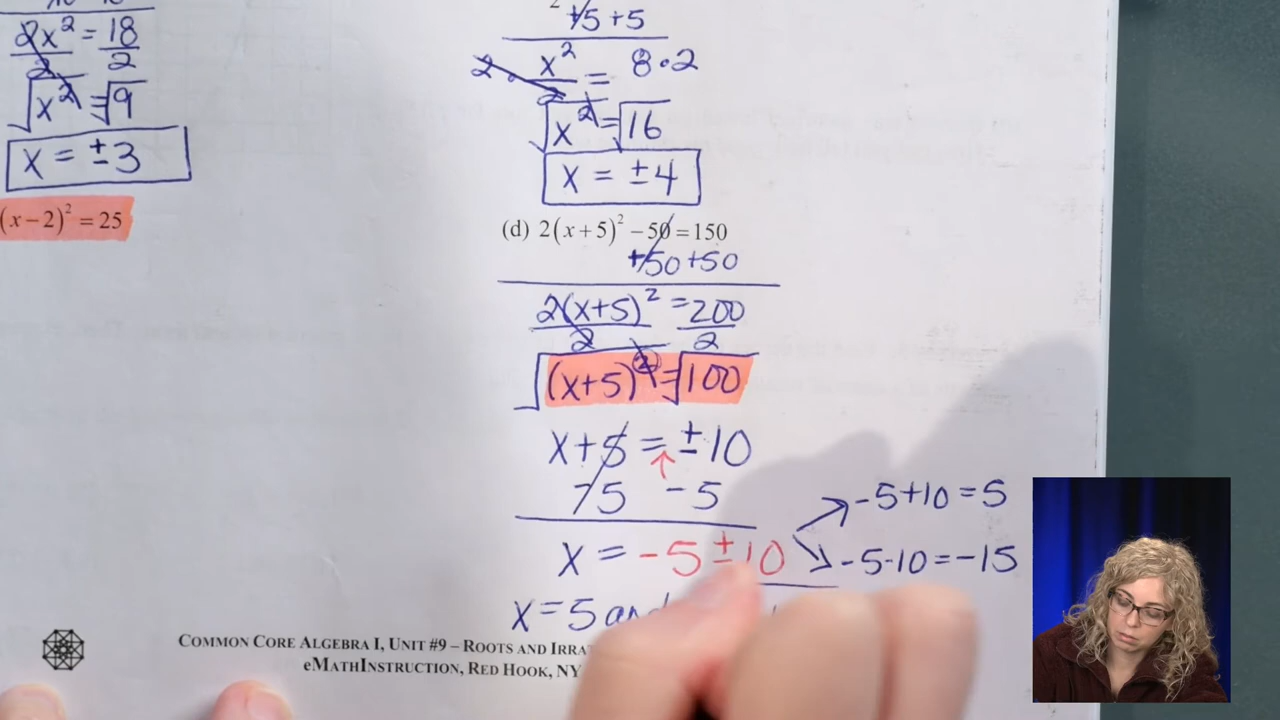 2x² = 18
2 2
√x² = √9
x = ±3
(x−2)² = 25
2 +5 +5
2 · x²/2 = 8·2
√x² = √16
x = ±4
(d) 2(x+5)² − 50 = 150
+50 +50
2(x+5)² = 200
2 2
√(x+5)² = √100
x+5 = ±10
-5 -5
x = -5 ± 10
-5+10 = 5
-5-10 = -15
x = 5 and
COMMON CORE ALGEBRA I, UNIT #9 – ROOTS AND
eMATHINSTRUCTION, RED HOOK, NY